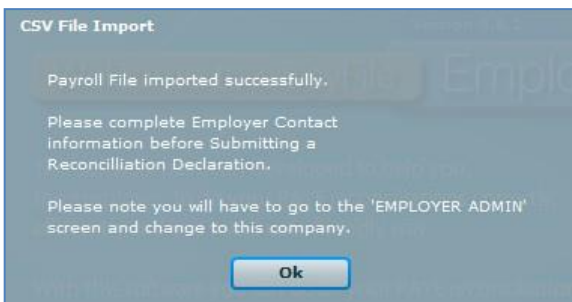 CSV File Import
Payroll File imported successfully.
Please complete Employer Contact
information before Submitting a
Reconcilliation Declaration.
Please note you will have to go to the 'EMPLOYER ADMIN'
screen and change to this company.
Ok